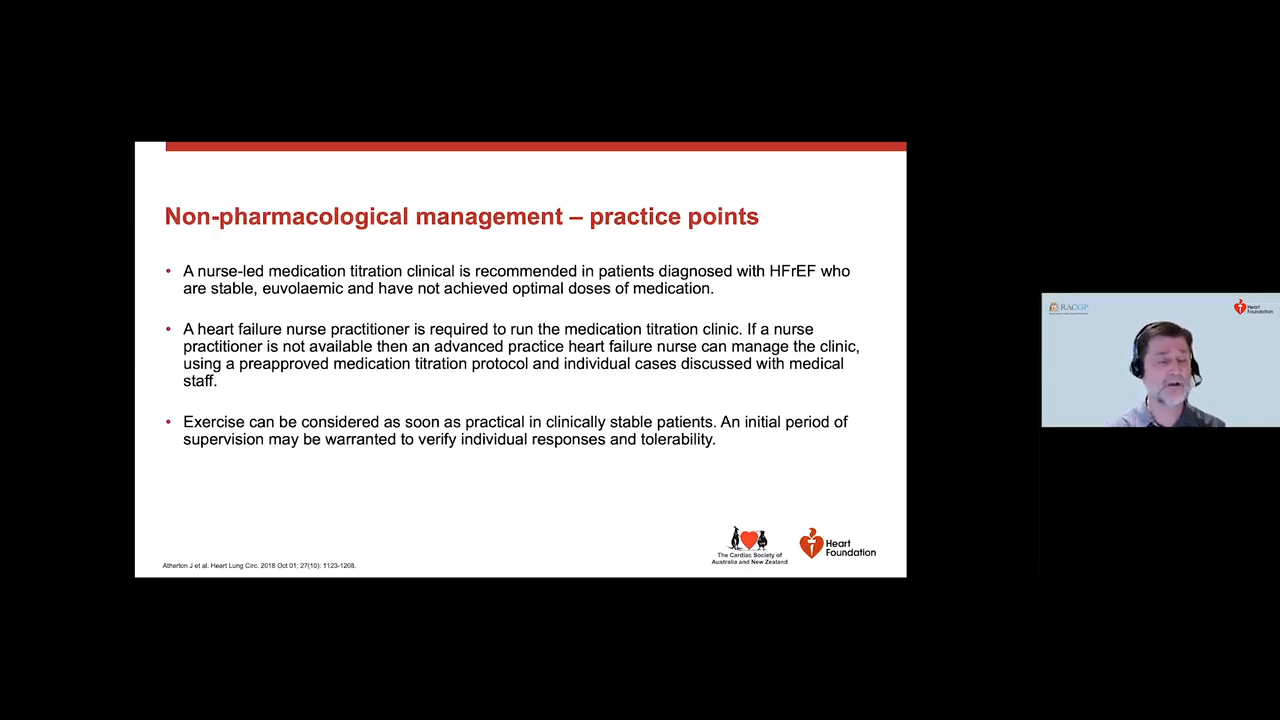 Non-pharmacological management – practice points
• A nurse-led medication titration clinical is recommended in patients diagnosed with HFrEF who
are stable, euvolaemic and have not achieved optimal doses of medication.
• A heart failure nurse practitioner is required to run the medication titration clinic. If a nurse
practitioner is not available then an advanced practice heart failure nurse can manage the clinic,
using a preapproved medication titration protocol and individual cases discussed with medical
staff.
• Exercise can be considered as soon as practical in clinically stable patients. An initial period of
supervision may be warranted to verify individual responses and tolerability.
The Cardiac Society of
Australia and New Zealand
Heart
Foundation
Atherton J et al. Heart Lung Circ. 2018 Oct 01; 27(10): 1123-1208.
RACGP
Heart
Foundation